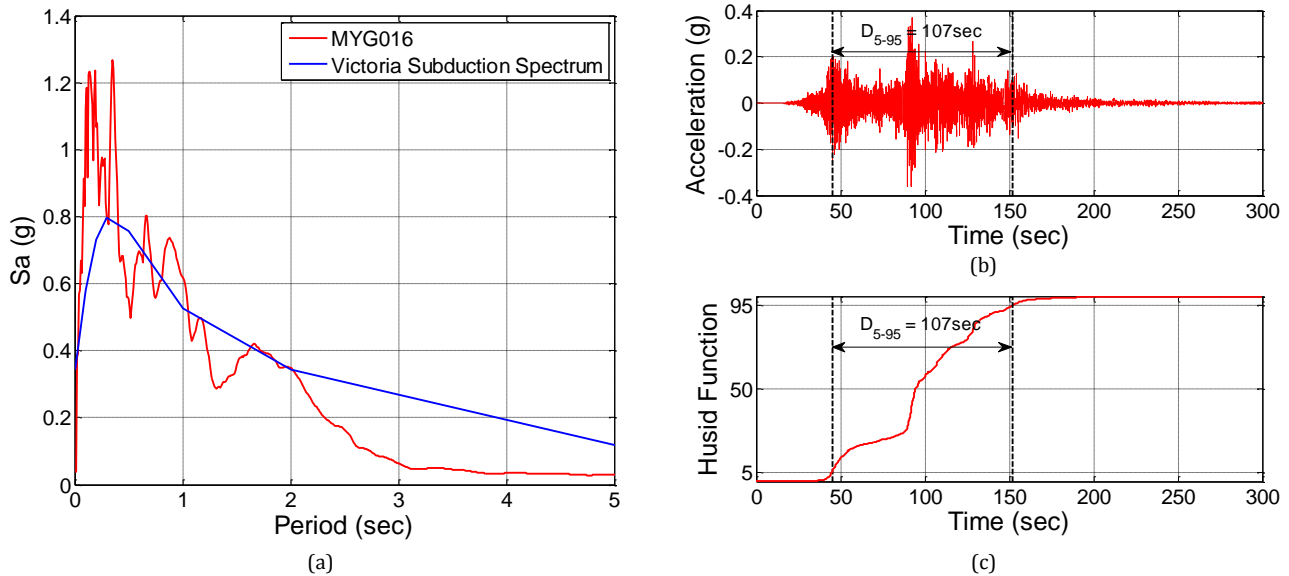 1.4
1.2
1
0.8
0.6
0.4
0.2
0
Sa (g)
0 1 2 3 4 5
Period (sec)
MYG016
Victoria Subduction Spectrum
(a)
0.4
0.2
0
-0.2
-0.4
Acceleration (g)
D5-95 = 107sec
0 50 100 150 200 250 300
Time (sec)
(b)
95
50
5
Husid Function
D5-95 = 107sec
0 50 100 150 200 250 300
Time (sec)
(c)